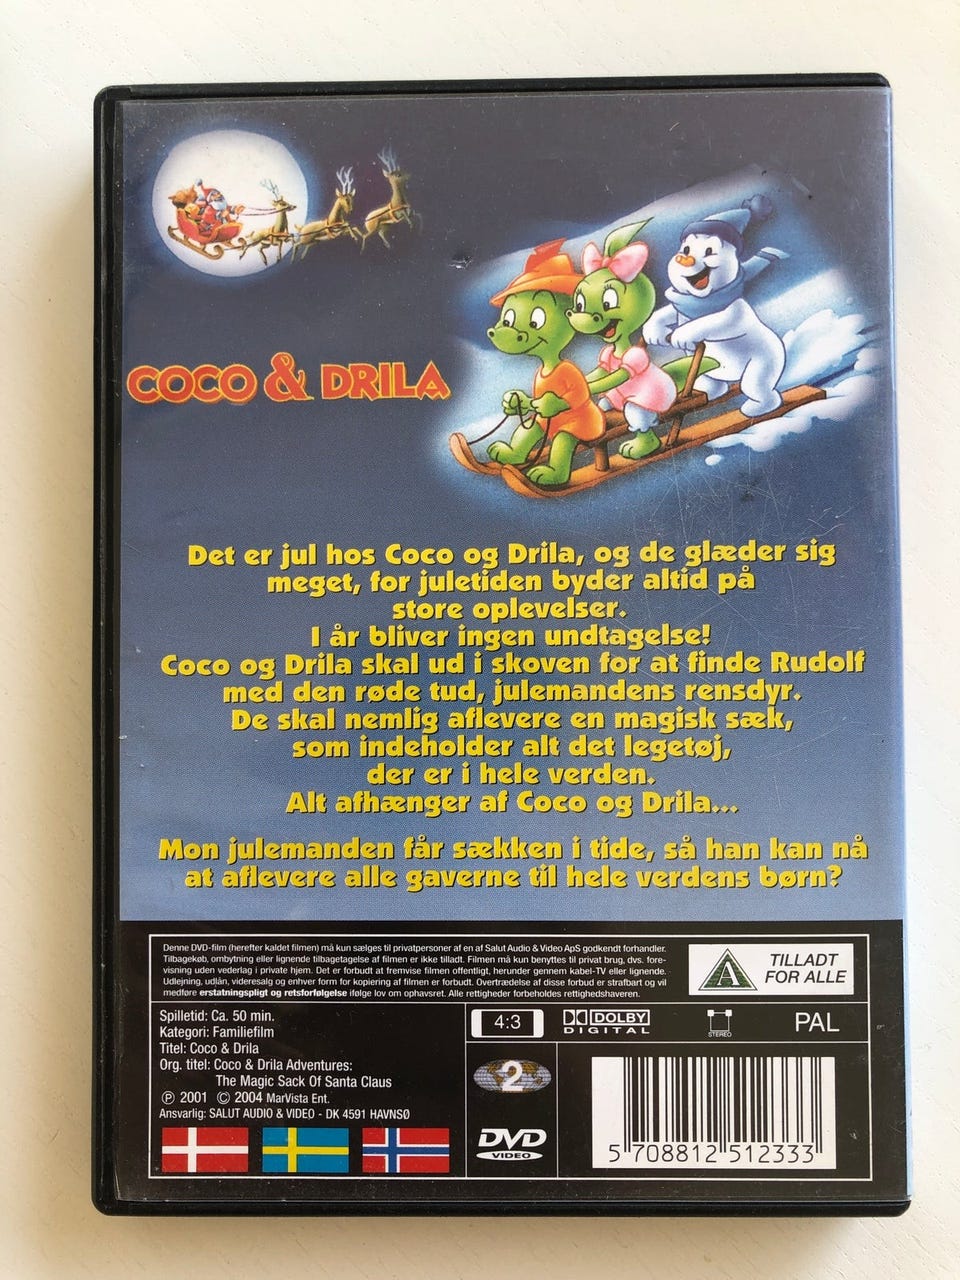 COCO & DRILA
Det er jul hos Coco og Drila, og de glæder sig
meget, for juletiden byder altid på
store oplevelser.
I år bliver ingen undtagelse!
Coco og Drila skal ud i skoven for at finde Rudolf
med den røde tud, julemandens rensdyr.
De skal nemlig aflevere en magisk sæk,
som indeholder alt det legetøj,
der er i hele verden.
Alt afhænger af Coco og Drila...
Mon julemanden får sækken i tide, så han kan nå
at aflevere alle gaverne til hele verdens børn?
Denne DVD-film (herefter kaldet filmen) må kun sælges til privatpersoner af en af Salut Audio & Video ApS godkendt forhandler.
Tilbagekøb, ombytning eller lignende tilbagetagelse af filmen er ikke tilladt. Filmen må kun benyttes til privat brug, dvs. fore-
visning uden vederlag i private hjem. Det er forbudt at fremvise filmen offentligt, herunder gennem kabel-TV eller lignende.
Udlejning, udlån, videresalg og enhver form for kopiering af filmen er forbudt. Overtrædelse af disse forbud er strafbart og vil
medføre erstatningspligt og retsforfølgelse ifølge lov om ophavsret. Alle rettigheder forbeholdes rettighedshaveren.
A
TILLADT
FOR ALLE
Spilletid: Ca. 50 min.
Kategori: Familiefilm
Titel: Coco & Drila
Org. titel: Coco & Drila Adventures:
The Magic Sack Of Santa Claus
Ⓟ 2001 © 2004 MarVista Ent.
Ansvarlig: SALUT AUDIO & VIDEO - DK 4591 HAVNSØ
4:3
DOLBY
DIGITAL
STEREO
PAL
2
DVD
VIDEO
5 708812 512333